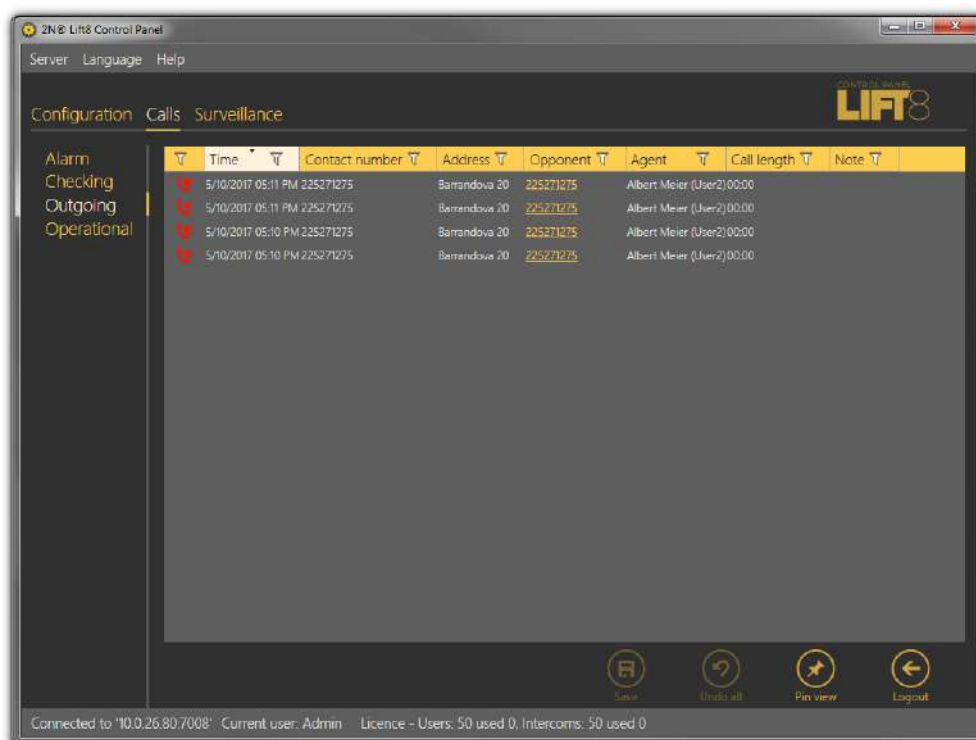 2N® Lift8 Control Panel
Server Language Help
CONTROL PANEL
LIFT8
Configuration Calls Surveillance
Alarm
Checking
Outgoing
Operational
Time Contact number Address Opponent Agent Call length Note
5/10/2017 05:11 PM 225271275 Barrandova 20 225271275 Albert Meier (User2) 00:00
5/10/2017 05:11 PM 225271275 Barrandova 20 225271275 Albert Meier (User2) 00:00
5/10/2017 05:10 PM 225271275 Barrandova 20 225271275 Albert Meier (User2) 00:00
5/10/2017 05:10 PM 225271275 Barrandova 20 225271275 Albert Meier (User2) 00:00
Save Undo all Pin view Logout
Connected to '10.0.26.80:7008' Current user: Admin Licence - Users: 50 used 0, Intercoms: 50 used 0